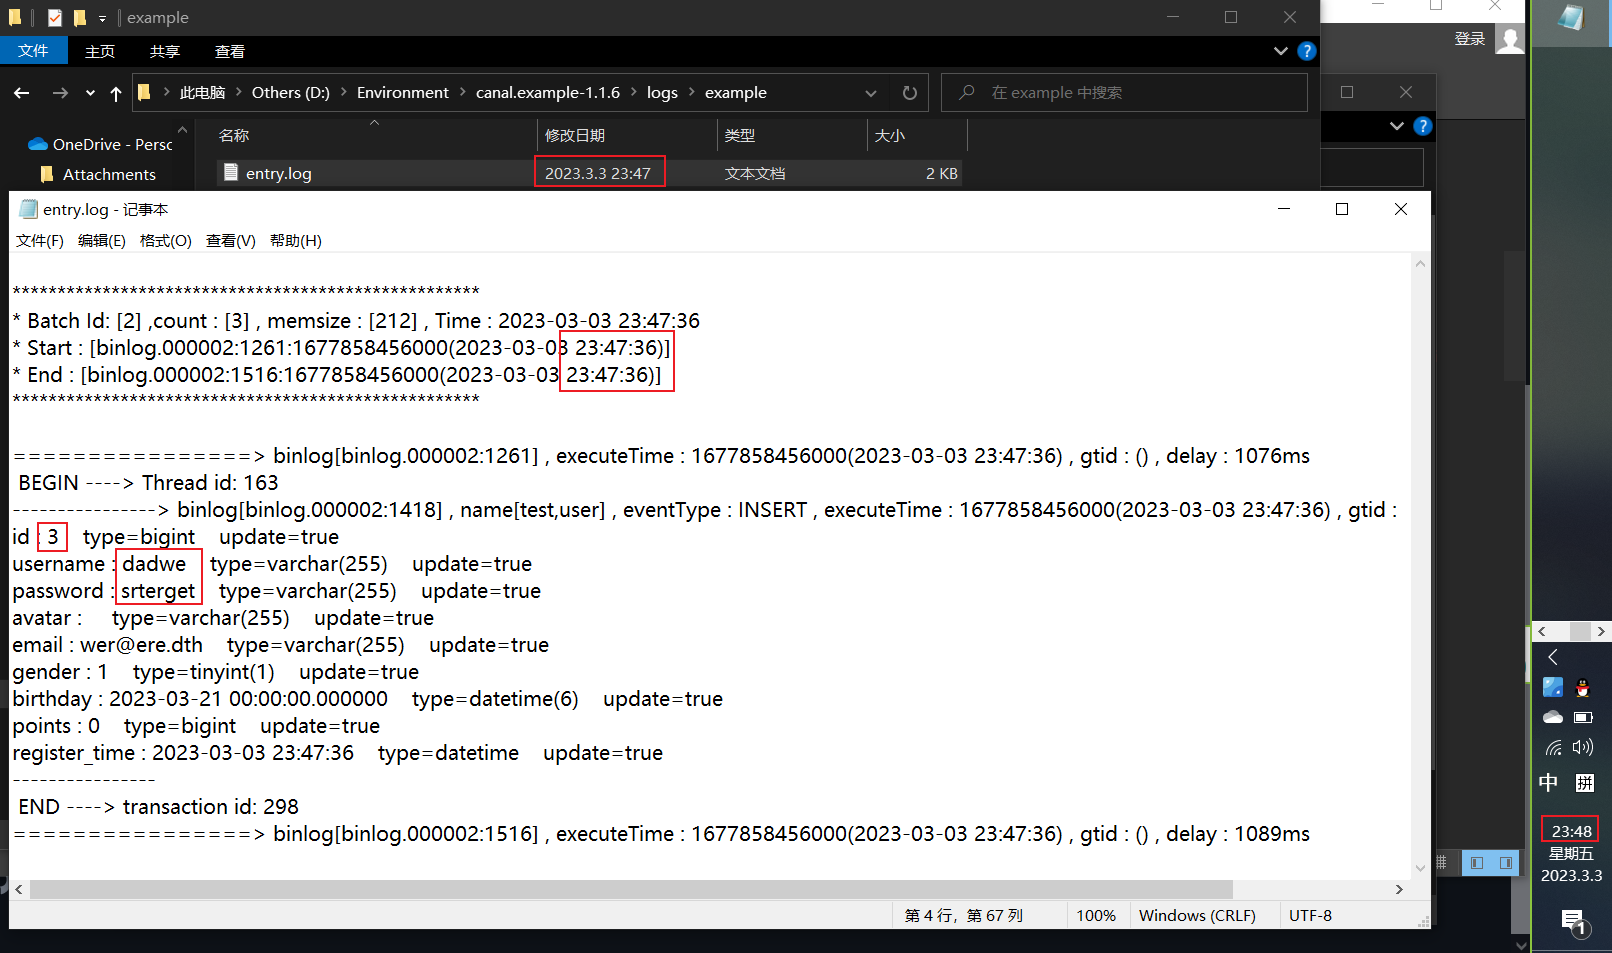 example
文件 主页 共享 查看
登录
此电脑 Others (D:) Environment canal.example-1.1.6 logs example
在 example 中搜索
OneDrive - Persc
Attachments
名称 修改日期 类型 大小
entry.log 2023.3.3 23:47 文本文档 2 KB
entry.log - 记事本
文件(F) 编辑(E) 格式(O) 查看(V) 帮助(H)
**************************************************
* Batch Id: [2] ,count : [3] , memsize : [212] , Time : 2023-03-03 23:47:36
* Start : [binlog.000002:1261:1677858456000(2023-03-03 23:47:36)]
* End : [binlog.000002:1516:1677858456000(2023-03-03 23:47:36)]
**************************************************
================> binlog[binlog.000002:1261] , executeTime : 1677858456000(2023-03-03 23:47:36) , gtid : () , delay : 1076ms
BEGIN ----> Thread id: 163
----------------> binlog[binlog.000002:1418] , name[test,user] , eventType : INSERT , executeTime : 1677858456000(2023-03-03 23:47:36) , gtid :
id : 3 type=bigint update=true
username : dadwe type=varchar(255) update=true
password : srterget type=varchar(255) update=true
avatar : type=varchar(255) update=true
email : wer@ere.dth type=varchar(255) update=true
gender : 1 type=tinyint(1) update=true
birthday : 2023-03-21 00:00:00.000000 type=datetime(6) update=true
points : 0 type=bigint update=true
register_time : 2023-03-03 23:47:36 type=datetime update=true
----------------
END ----> transaction id: 298
================> binlog[binlog.000002:1516] , executeTime : 1677858456000(2023-03-03 23:47:36) , gtid : () , delay : 1089ms
第 4 行，第 67 列 100% Windows (CRLF) UTF-8
中 拼
23:48
星期五
2023.3.3
1